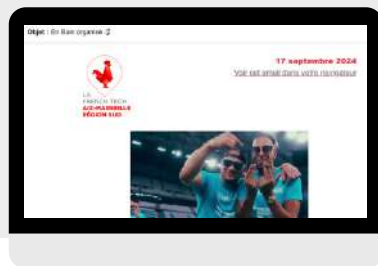 Objet : En Bam organisé
17 septembre 2024
Voir cet email dans votre navigateur
LA
FRENCH TECH
AIX-MARSEILLE
RÉGION SUD